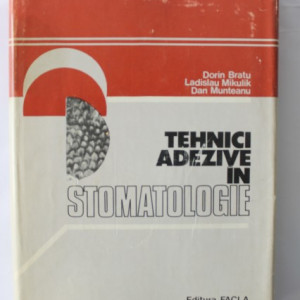 Dorin Bratu
Ladislau Mikulik
Dan Munteanu
TEHNICI
ADEZIVE
IN
STOMATOLOGIE
Editura FACLA